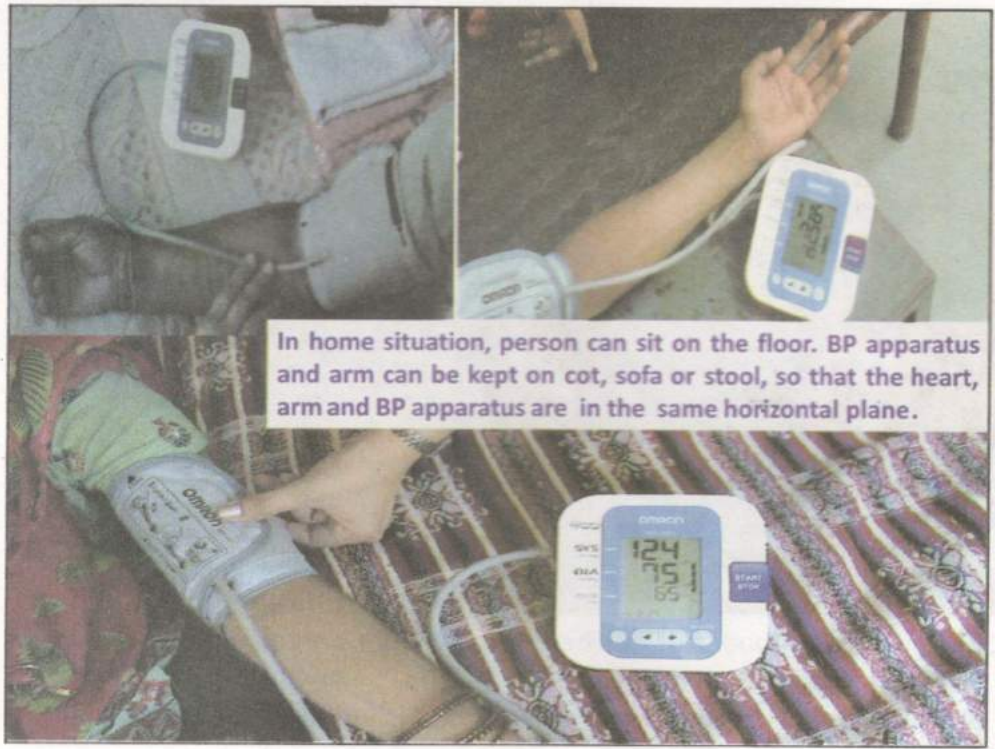 OMRON
In home situation, person can sit on the floor. BP apparatus
and arm can be kept on cot, sofa or stool, so that the heart,
arm and BP apparatus are in the same horizontal plane.
omron
OMRON
SYS
124
DIA
75
65
START
STOP